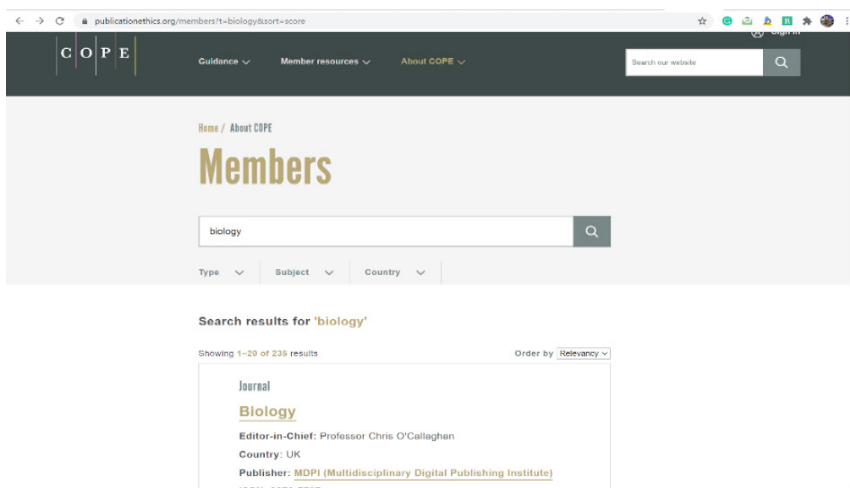 publicationethics.org/members?t=biology&sort=score
Sign in
C O P E
Guidance
Member resources
About COPE
Search our website
Home / About COPE
Members
biology
Type
Subject
Country
Search results for 'biology'
Showing 1–20 of 235 results
Order by Relevancy
Journal
Biology
Editor-in-Chief: Professor Chris O'Callaghan
Country: UK
Publisher: MDPI (Multidisciplinary Digital Publishing Institute)